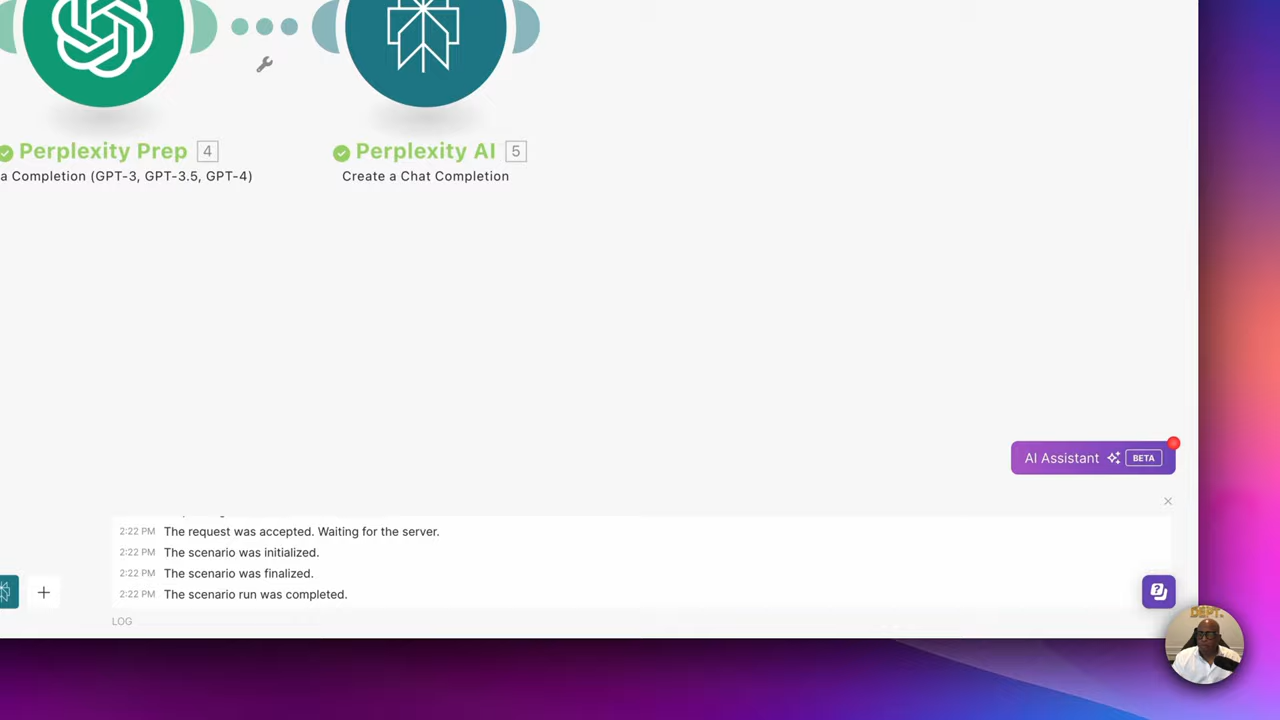 Perplexity Prep 4
Perplexity AI 5
a Completion (GPT-3, GPT-3.5, GPT-4)
Create a Chat Completion
AI Assistant BETA
2:22 PM The request was accepted. Waiting for the server.
2:22 PM The scenario was initialized.
2:22 PM The scenario was finalized.
2:22 PM The scenario run was completed.
LOG
DEPT.